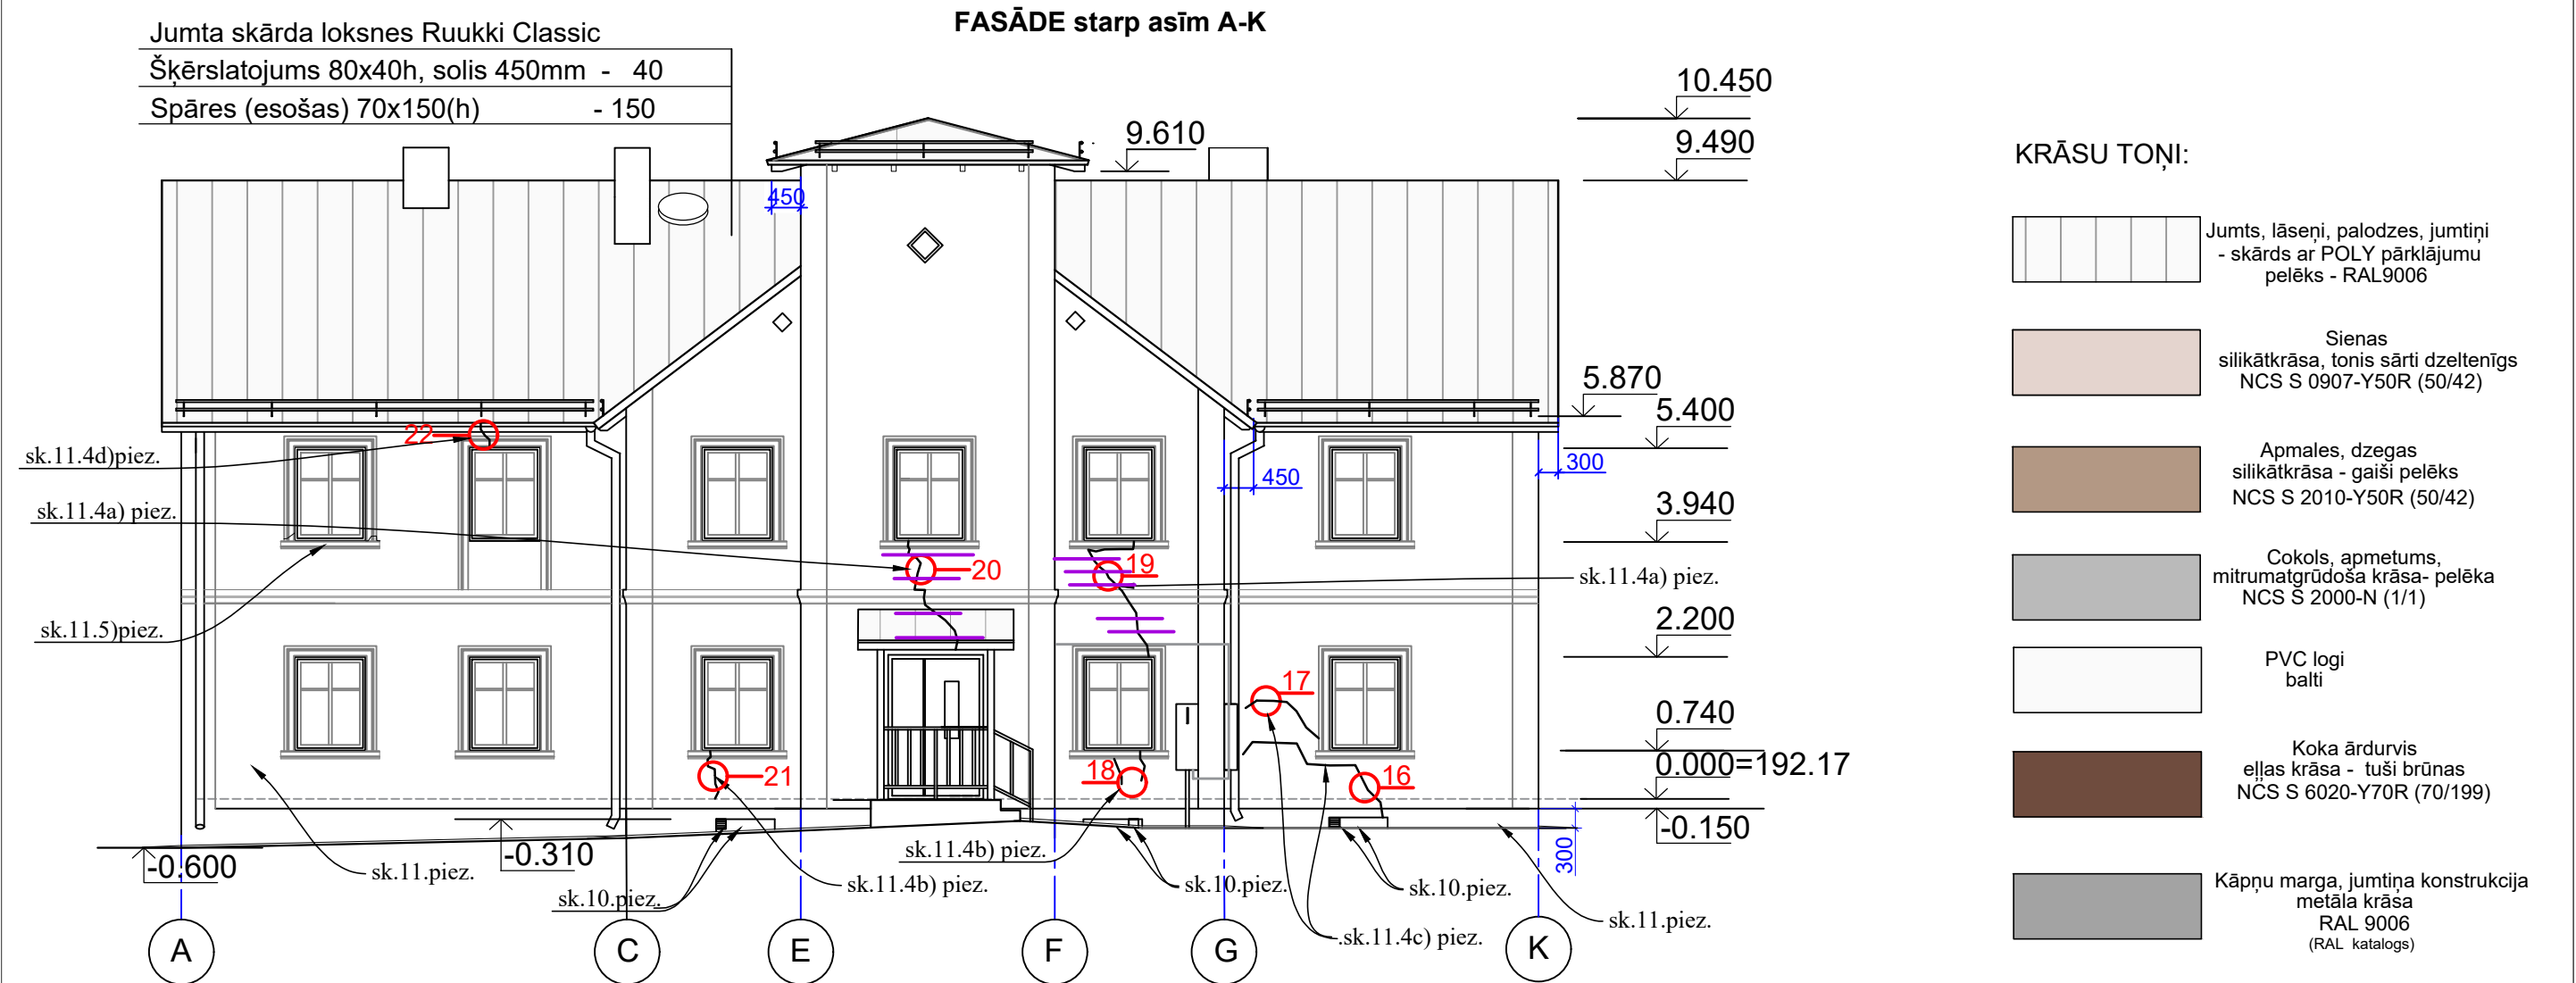 FASĀDE starp asīm A-K
Jumta skārda loksnes Ruukki Classic
Šķērslatojums 80x40h, solis 450mm - 40
Spāres (esošas) 70x150(h) - 150
10.450
9.610
9.490
450
5.870
5.400
22
sk.11.4d)piez.
300
450
sk.11.4a) piez.
3.940
20
19
sk.11.4a) piez.
sk.11.5)piez.
2.200
17
0.740
0.000=192.17
21
18
16
-0.150
-0.310
-0.600
300
sk.11.piez.
sk.11.4b) piez.
sk.11.4b) piez.
sk.10.piez.
sk.10.piez.
sk.10.piez.
sk.11.piez.
.sk.11.4c) piez.
A
C
E
F
G
K
KRĀSU TOŅI:
Jumts, lāseņi, palodzes, jumtiņi
- skārds ar POLY pārklājumu
pelēks - RAL9006
Sienas
silikātkrāsa, tonis sārti dzeltenīgs
NCS S 0907-Y50R (50/42)
Apmales, dzegas
silikātkrāsa - gaiši pelēks
NCS S 2010-Y50R (50/42)
Cokols, apmetums,
mitrumatgrūdoša krāsa- pelēka
NCS S 2000-N (1/1)
PVC logi
balti
Koka ārdurvis
eļļas krāsa - tuši brūnas
NCS S 6020-Y70R (70/199)
Kāpņu marga, jumtiņa konstrukcija
metāla krāsa
RAL 9006
(RAL katalogs)